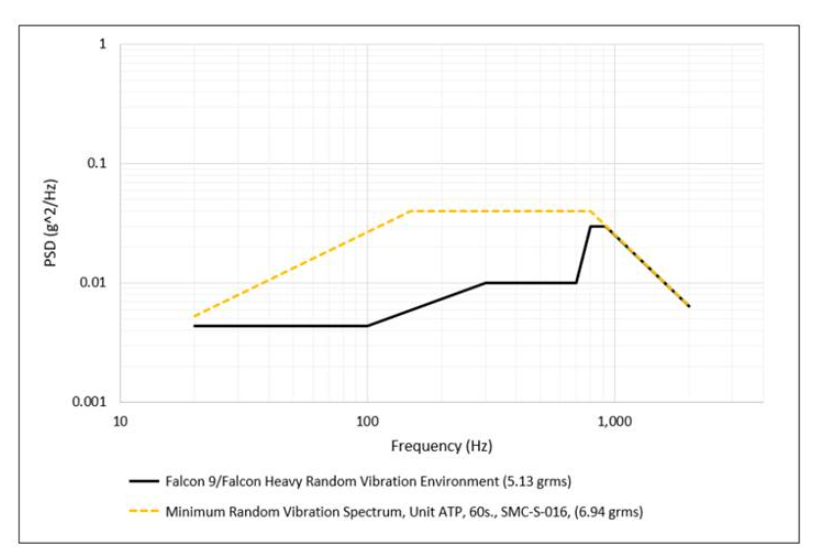 1
0.1
PSD (g^2/Hz)
0.01
0.001
10 100 1,000
Frequency (Hz)
Falcon 9/Falcon Heavy Random Vibration Environment (5.13 grms)
Minimum Random Vibration Spectrum, Unit ATP, 60s., SMC-S-016, (6.94 grms)